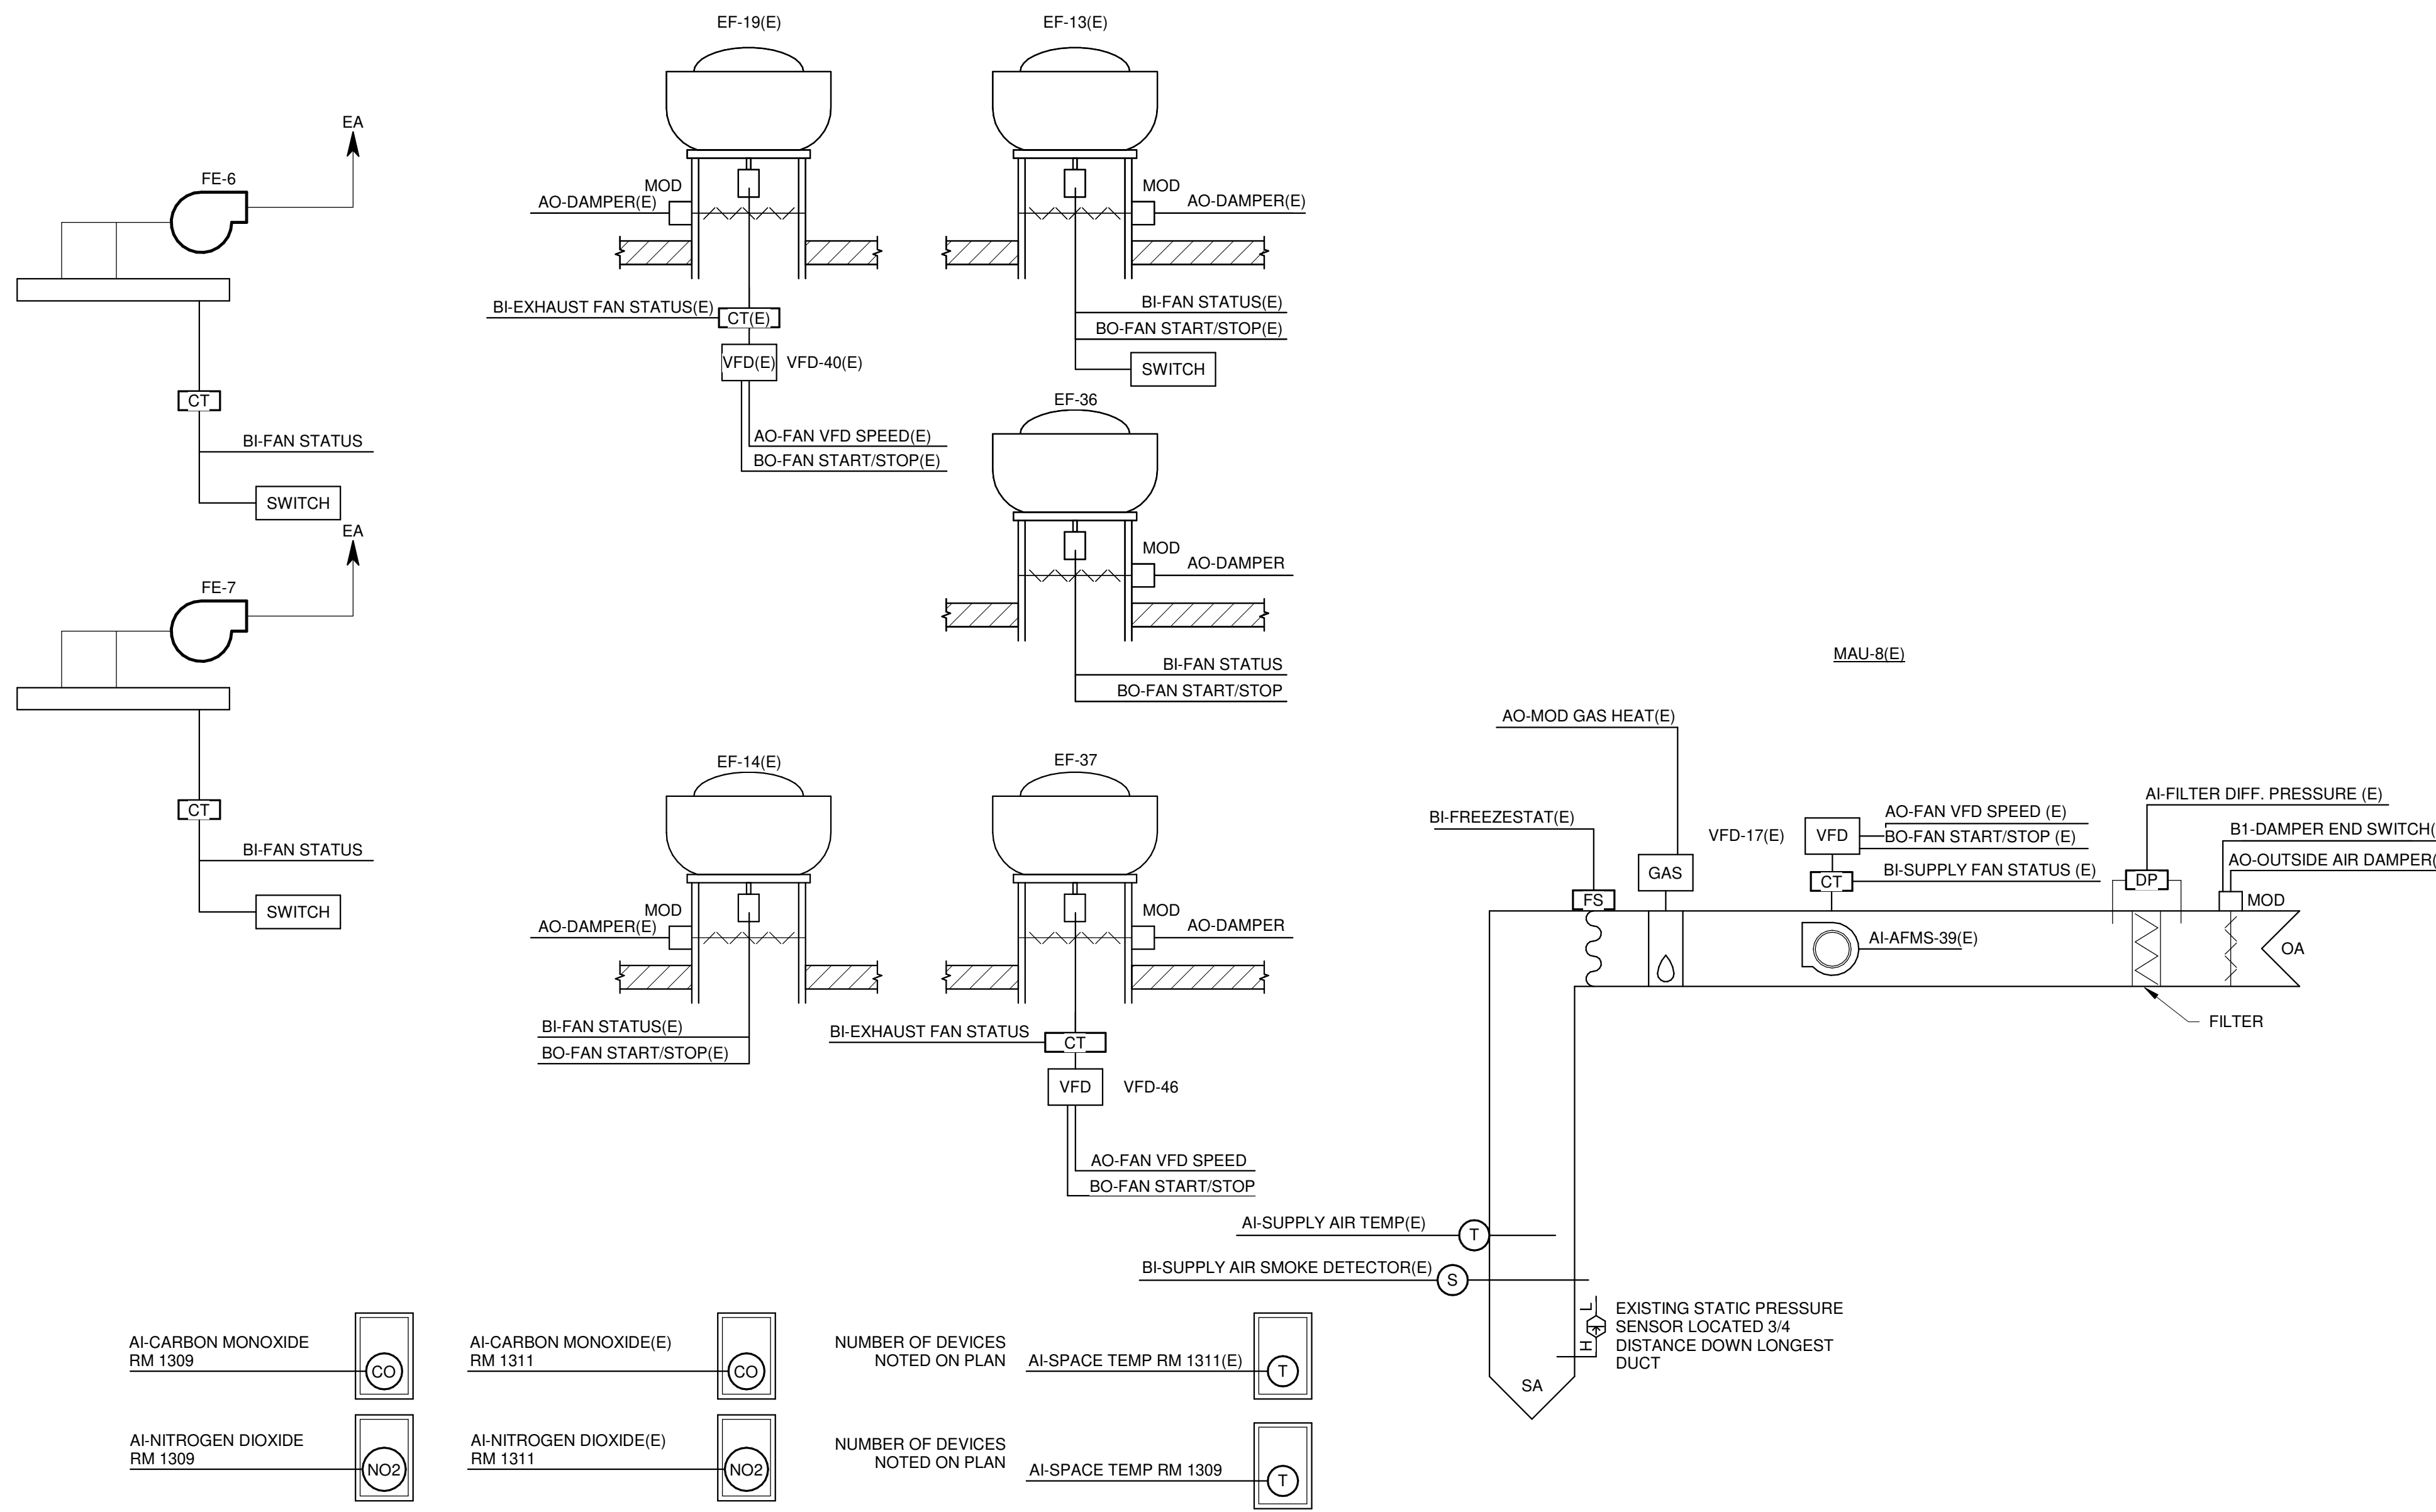 EF-19(E)
EF-13(E)
EA
FE-6
MOD
AO-DAMPER(E)
MOD
AO-DAMPER(E)
BI-EXHAUST FAN STATUS(E)
CT(E)
VFD(E)
VFD-40(E)
AO-FAN VFD SPEED(E)
BO-FAN START/STOP(E)
BI-FAN STATUS(E)
BO-FAN START/STOP(E)
SWITCH
CT
BI-FAN STATUS
SWITCH
EF-36
MOD
AO-DAMPER
BI-FAN STATUS
BO-FAN START/STOP
EA
FE-7
CT
BI-FAN STATUS
SWITCH
EF-14(E)
MOD
AO-DAMPER(E)
BI-FAN STATUS(E)
BO-FAN START/STOP(E)
EF-37
MOD
AO-DAMPER
BI-EXHAUST FAN STATUS
CT
VFD
VFD-46
AO-FAN VFD SPEED
BO-FAN START/STOP
MAU-8(E)
AO-MOD GAS HEAT(E)
BI-FREEZESTAT(E)
FS
GAS
VFD-17(E)
VFD
AO-FAN VFD SPEED (E)
BO-FAN START/STOP (E)
CT
BI-SUPPLY FAN STATUS (E)
AI-FILTER DIFF. PRESSURE (E)
DP
B1-DAMPER END SWITCH(
AO-OUTSIDE AIR DAMPER(
MOD
AI-AFMS-39(E)
OA
FILTER
AI-SUPPLY AIR TEMP(E)
T
BI-SUPPLY AIR SMOKE DETECTOR(E)
S
L
H
EXISTING STATIC PRESSURE
SENSOR LOCATED 3/4
DISTANCE DOWN LONGEST
DUCT
SA
AI-CARBON MONOXIDE
RM 1309
CO
AI-CARBON MONOXIDE(E)
RM 1311
CO
NUMBER OF DEVICES
NOTED ON PLAN
AI-SPACE TEMP RM 1311(E)
T
AI-NITROGEN DIOXIDE
RM 1309
NO2
AI-NITROGEN DIOXIDE(E)
RM 1311
NO2
NUMBER OF DEVICES
NOTED ON PLAN
AI-SPACE TEMP RM 1309
T